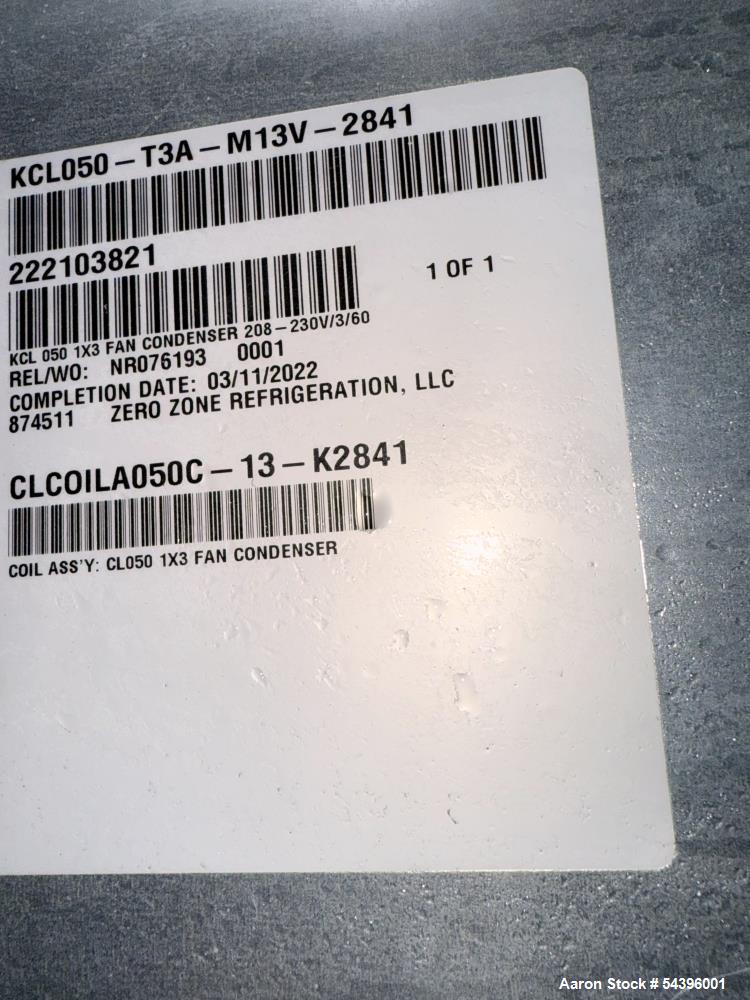 KCL050-T3A-M13V-2841
222103821
1 OF 1
KCL 050 1X3 FAN CONDENSER 208-230V/3/60
REL/WO: NR076193 0001
COMPLETION DATE: 03/11/2022
874511 ZERO ZONE REFRIGERATION, LLC
CLCOILA050C-13-K2841
COIL ASS'Y: CL050 1X3 FAN CONDENSER
Aaron Stock # 54396001